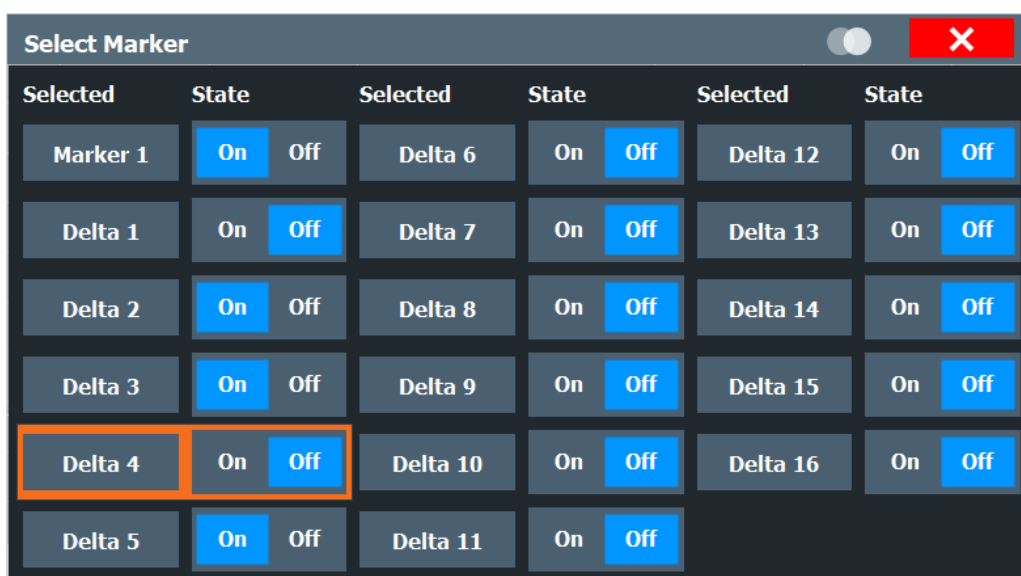 Select Marker
Selected State Selected State Selected State
Marker 1 On Off Delta 6 On Off Delta 12 On Off
Delta 1 On Off Delta 7 On Off Delta 13 On Off
Delta 2 On Off Delta 8 On Off Delta 14 On Off
Delta 3 On Off Delta 9 On Off Delta 15 On Off
Delta 4 On Off Delta 10 On Off Delta 16 On Off
Delta 5 On Off Delta 11 On Off